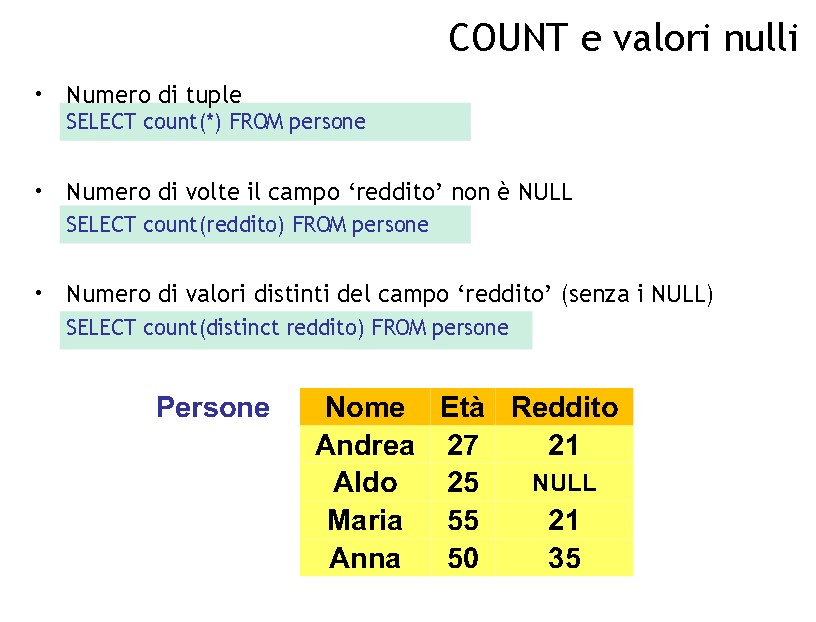 COUNT e valori nulli
• Numero di tuple
SELECT count(*) FROM persone
• Numero di volte il campo ‘reddito’ non è NULL
SELECT count(reddito) FROM persone
• Numero di valori distinti del campo ‘reddito’ (senza i NULL)
SELECT count(distinct reddito) FROM persone
Persone Nome Età Reddito
Andrea 27 21
Aldo 25 NULL
Maria 55 21
Anna 50 35